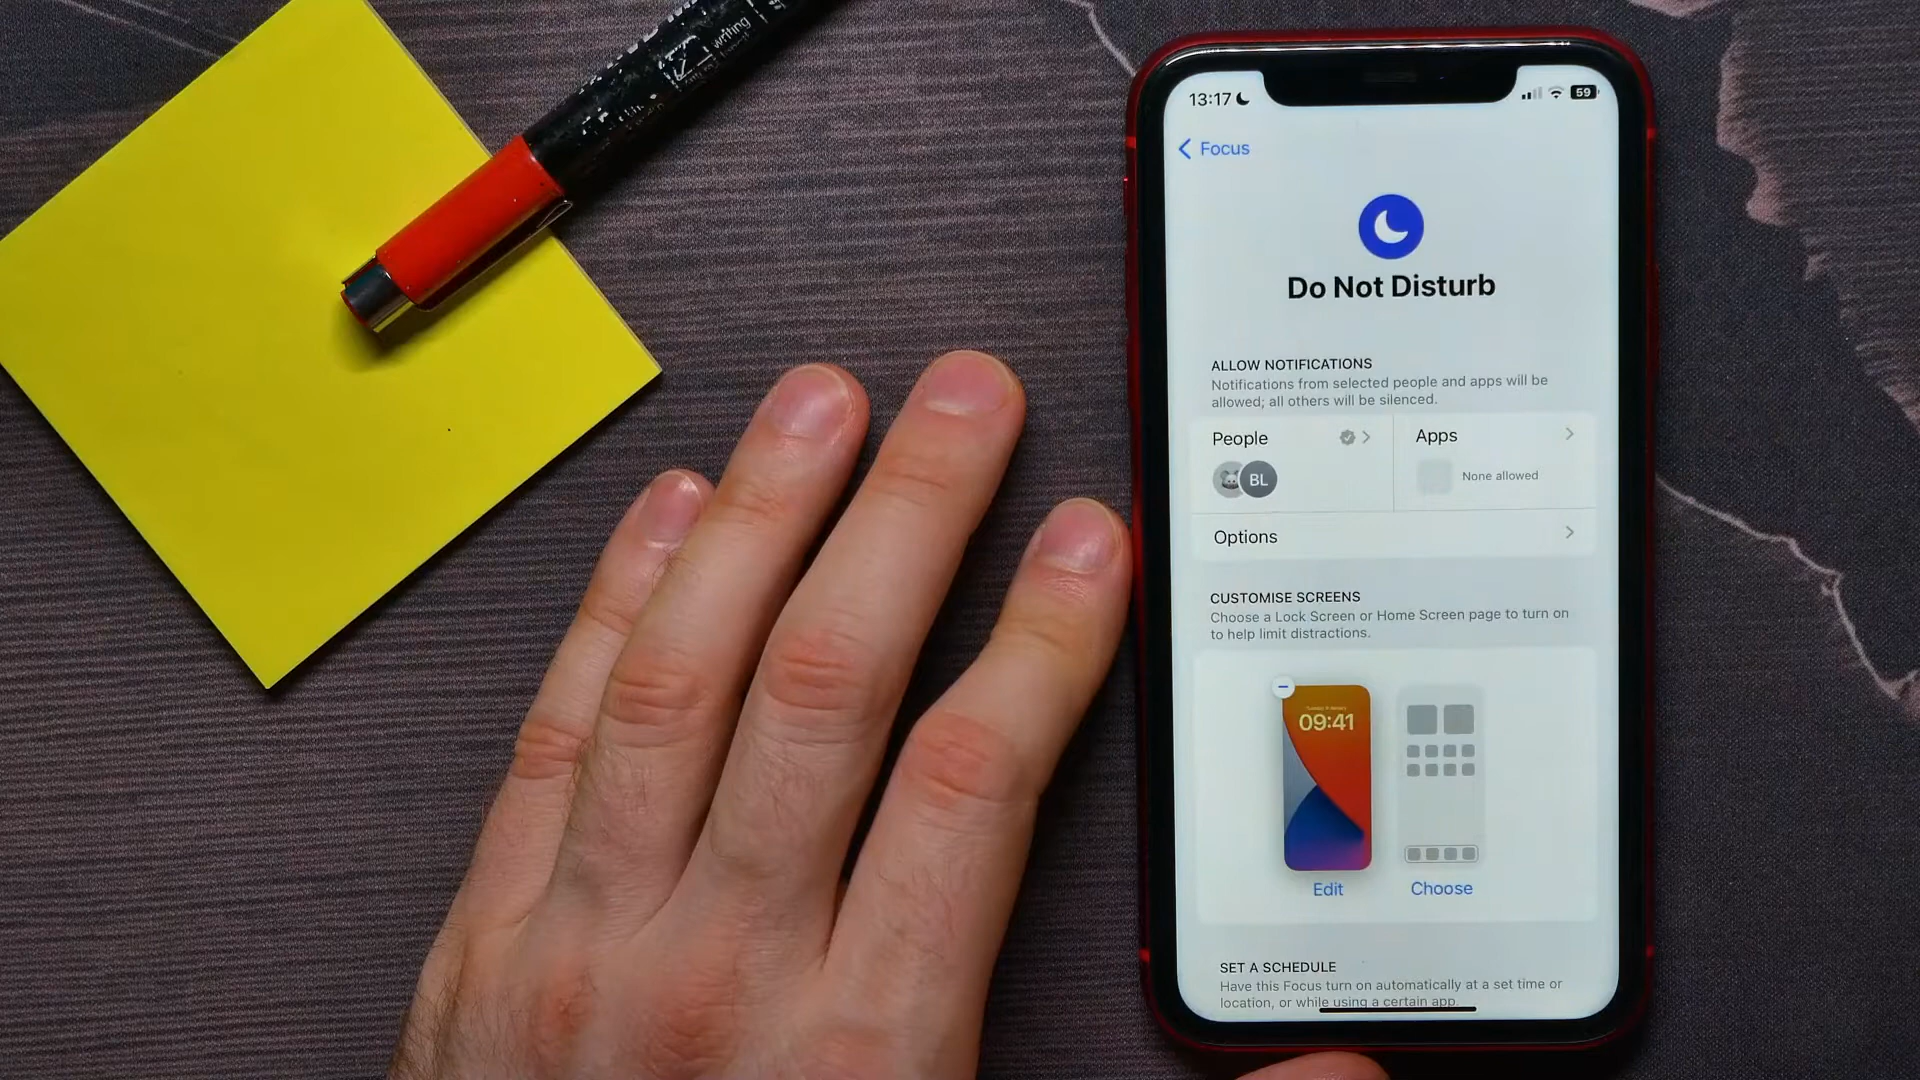 writing
13:17
59
Focus
Do Not Disturb
ALLOW NOTIFICATIONS
Notifications from selected people and apps will be
allowed; all others will be silenced.
People
Apps
BL
None allowed
Options
CUSTOMISE SCREENS
Choose a Lock Screen or Home Screen page to turn on
to help limit distractions.
09:41
Edit
Choose
SET A SCHEDULE
Have this Focus turn on automatically at a set time or
location, or while using a certain app.